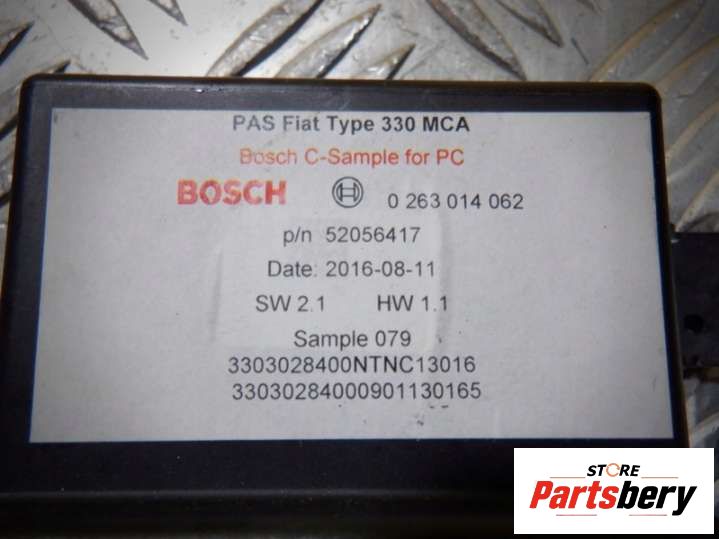 PAS Fiat Type 330 MCA
Bosch C-Sample for PC
BOSCH 0 263 014 062
p/n 52056417
Date: 2016-08-11
SW 2.1 HW 1.1
Sample 079
3303028400NTNC13016
33030284000901130165
STORE
Partsbery